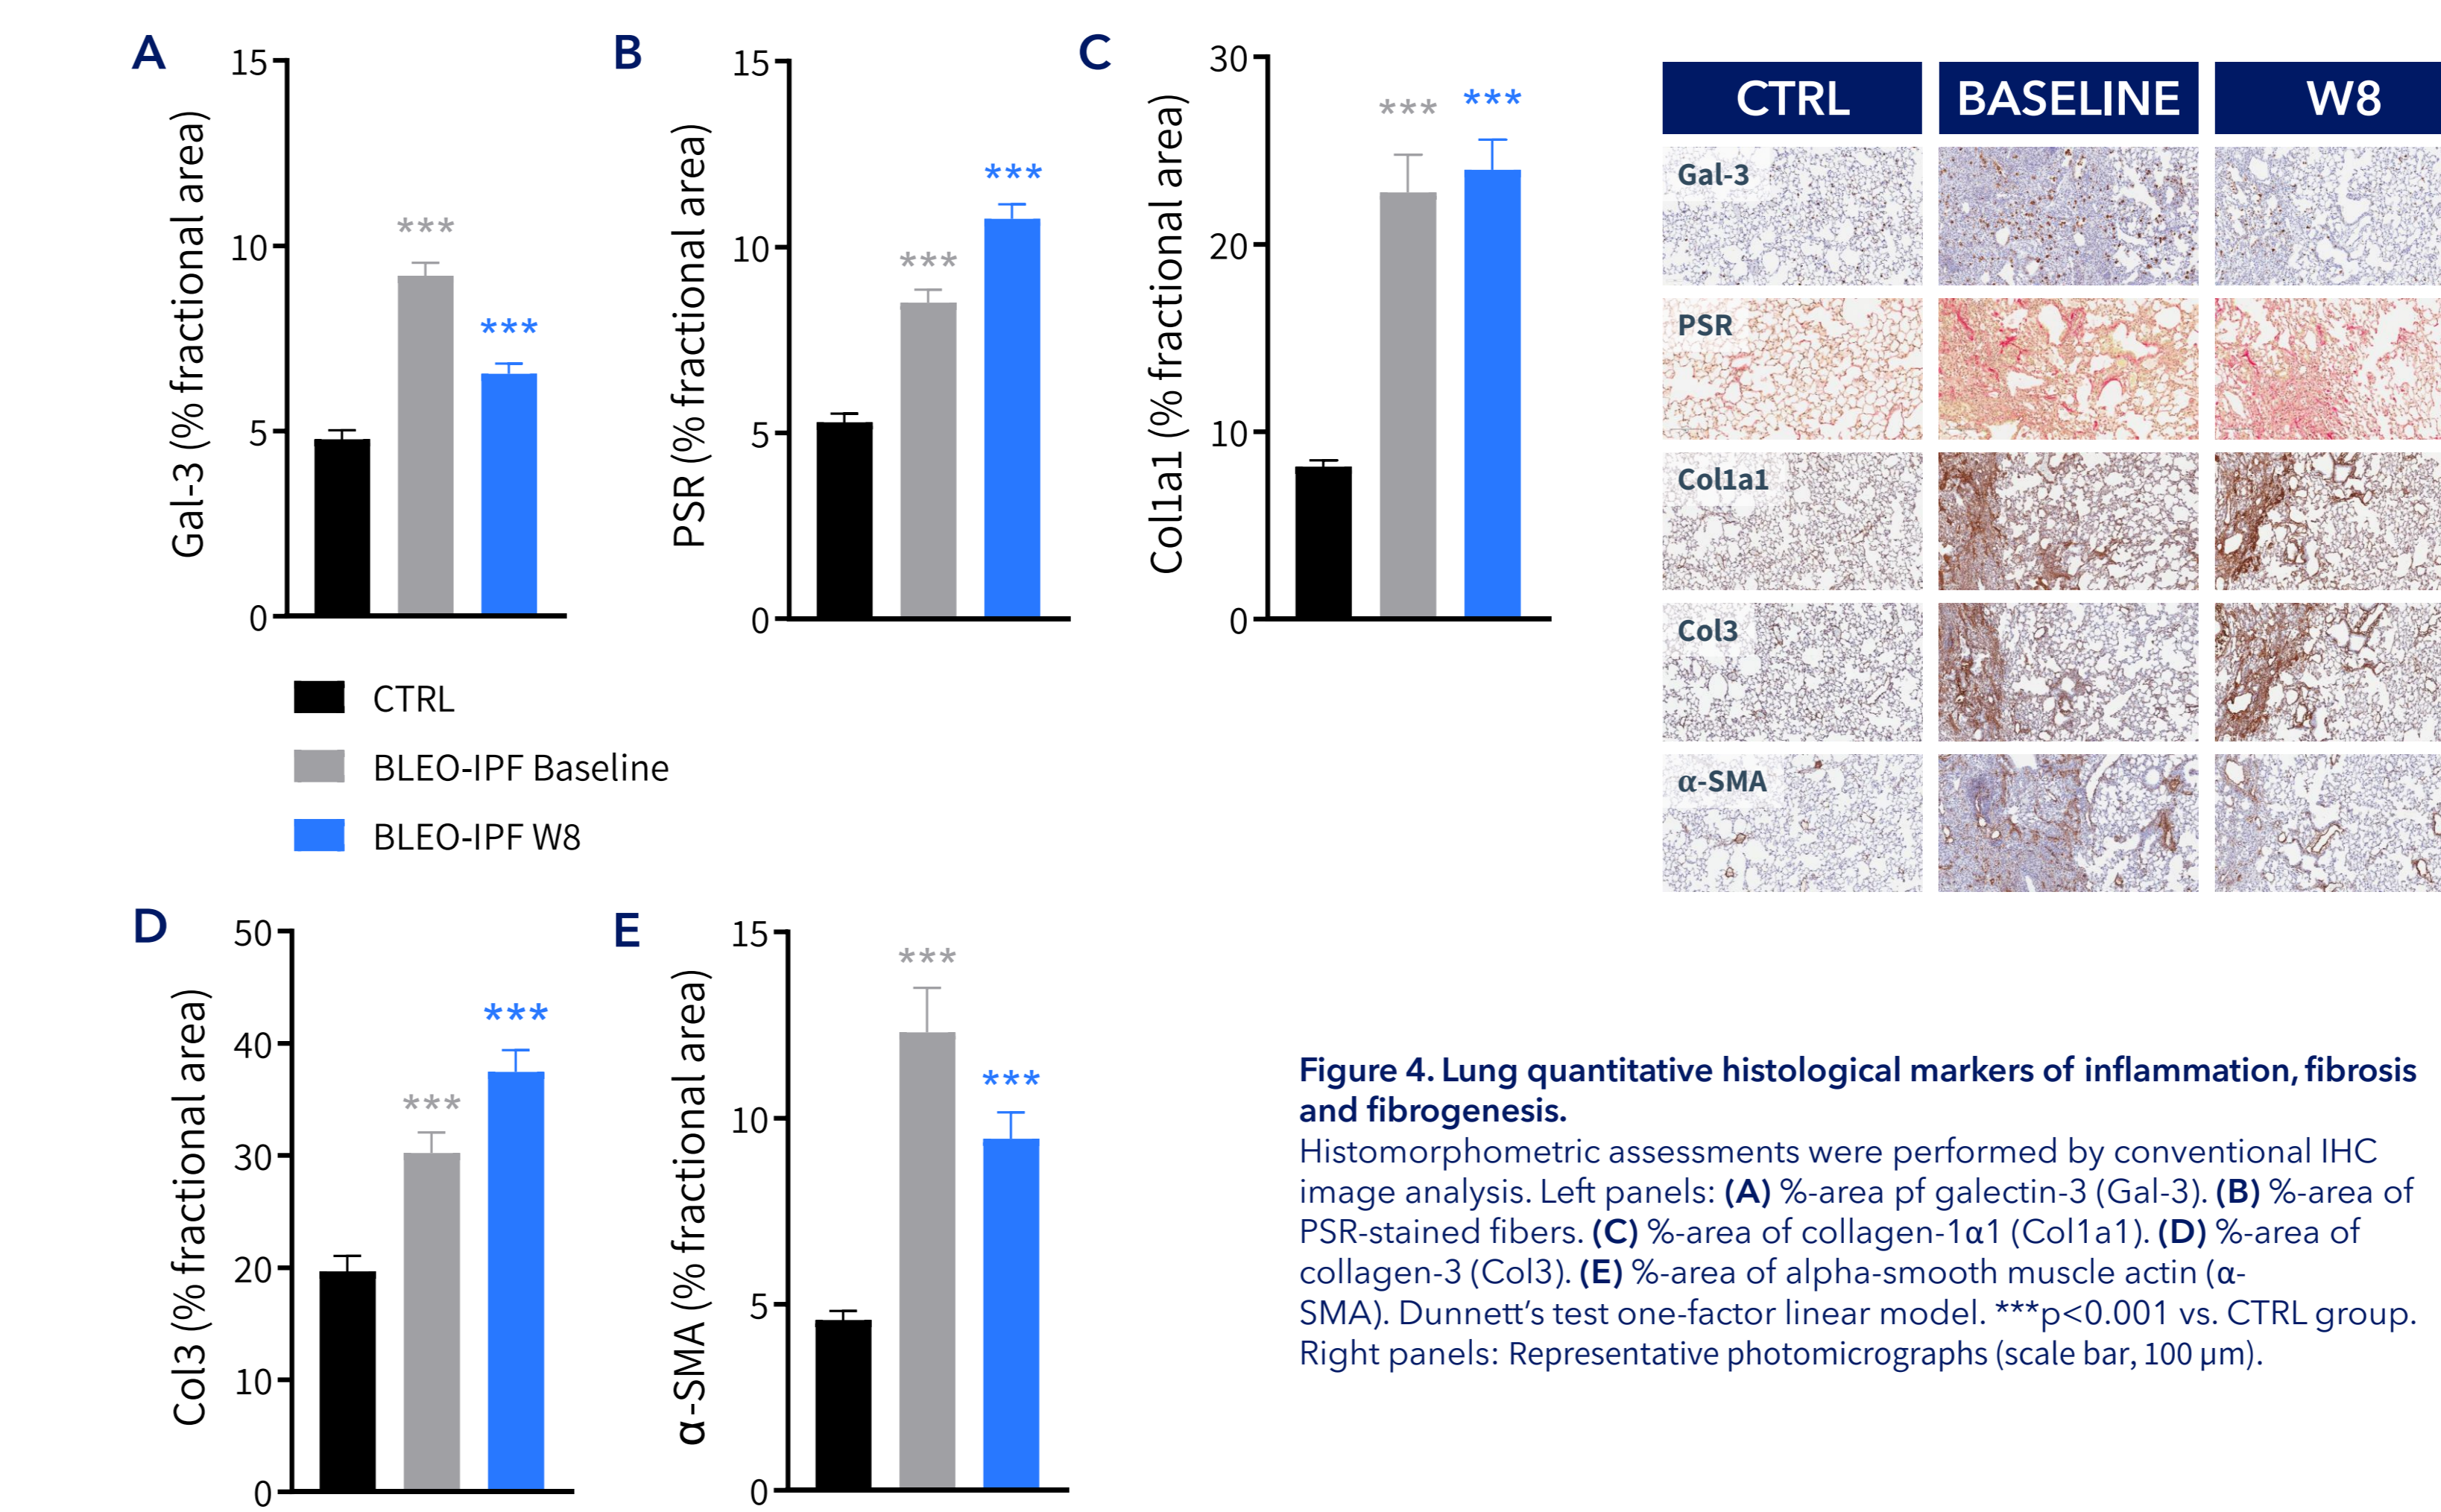 A
15
10
5
0
Gal-3 (% fractional area)
***
***
B
15
10
5
0
PSR (% fractional area)
***
***
C
30
20
10
0
Col1a1 (% fractional area)
***
***
CTRL
BLEO-IPF Baseline
BLEO-IPF W8
CTRL
BASELINE
W8
Gal-3
PSR
Col1a1
Col3
α-SMA
D
50
40
30
20
10
0
Col3 (% fractional area)
***
***
E
15
10
5
0
α-SMA (% fractional area)
***
***
Figure 4. Lung quantitative histological markers of inflammation, fibrosis
and fibrogenesis.
Histomorphometric assessments were performed by conventional IHC
image analysis. Left panels: (A) %-area pf galectin-3 (Gal-3). (B) %-area of
PSR-stained fibers. (C) %-area of collagen-1α1 (Col1a1). (D) %-area of
collagen-3 (Col3). (E) %-area of alpha-smooth muscle actin (α-
SMA). Dunnett’s test one-factor linear model. ***p<0.001 vs. CTRL group.
Right panels: Representative photomicrographs (scale bar, 100 µm).